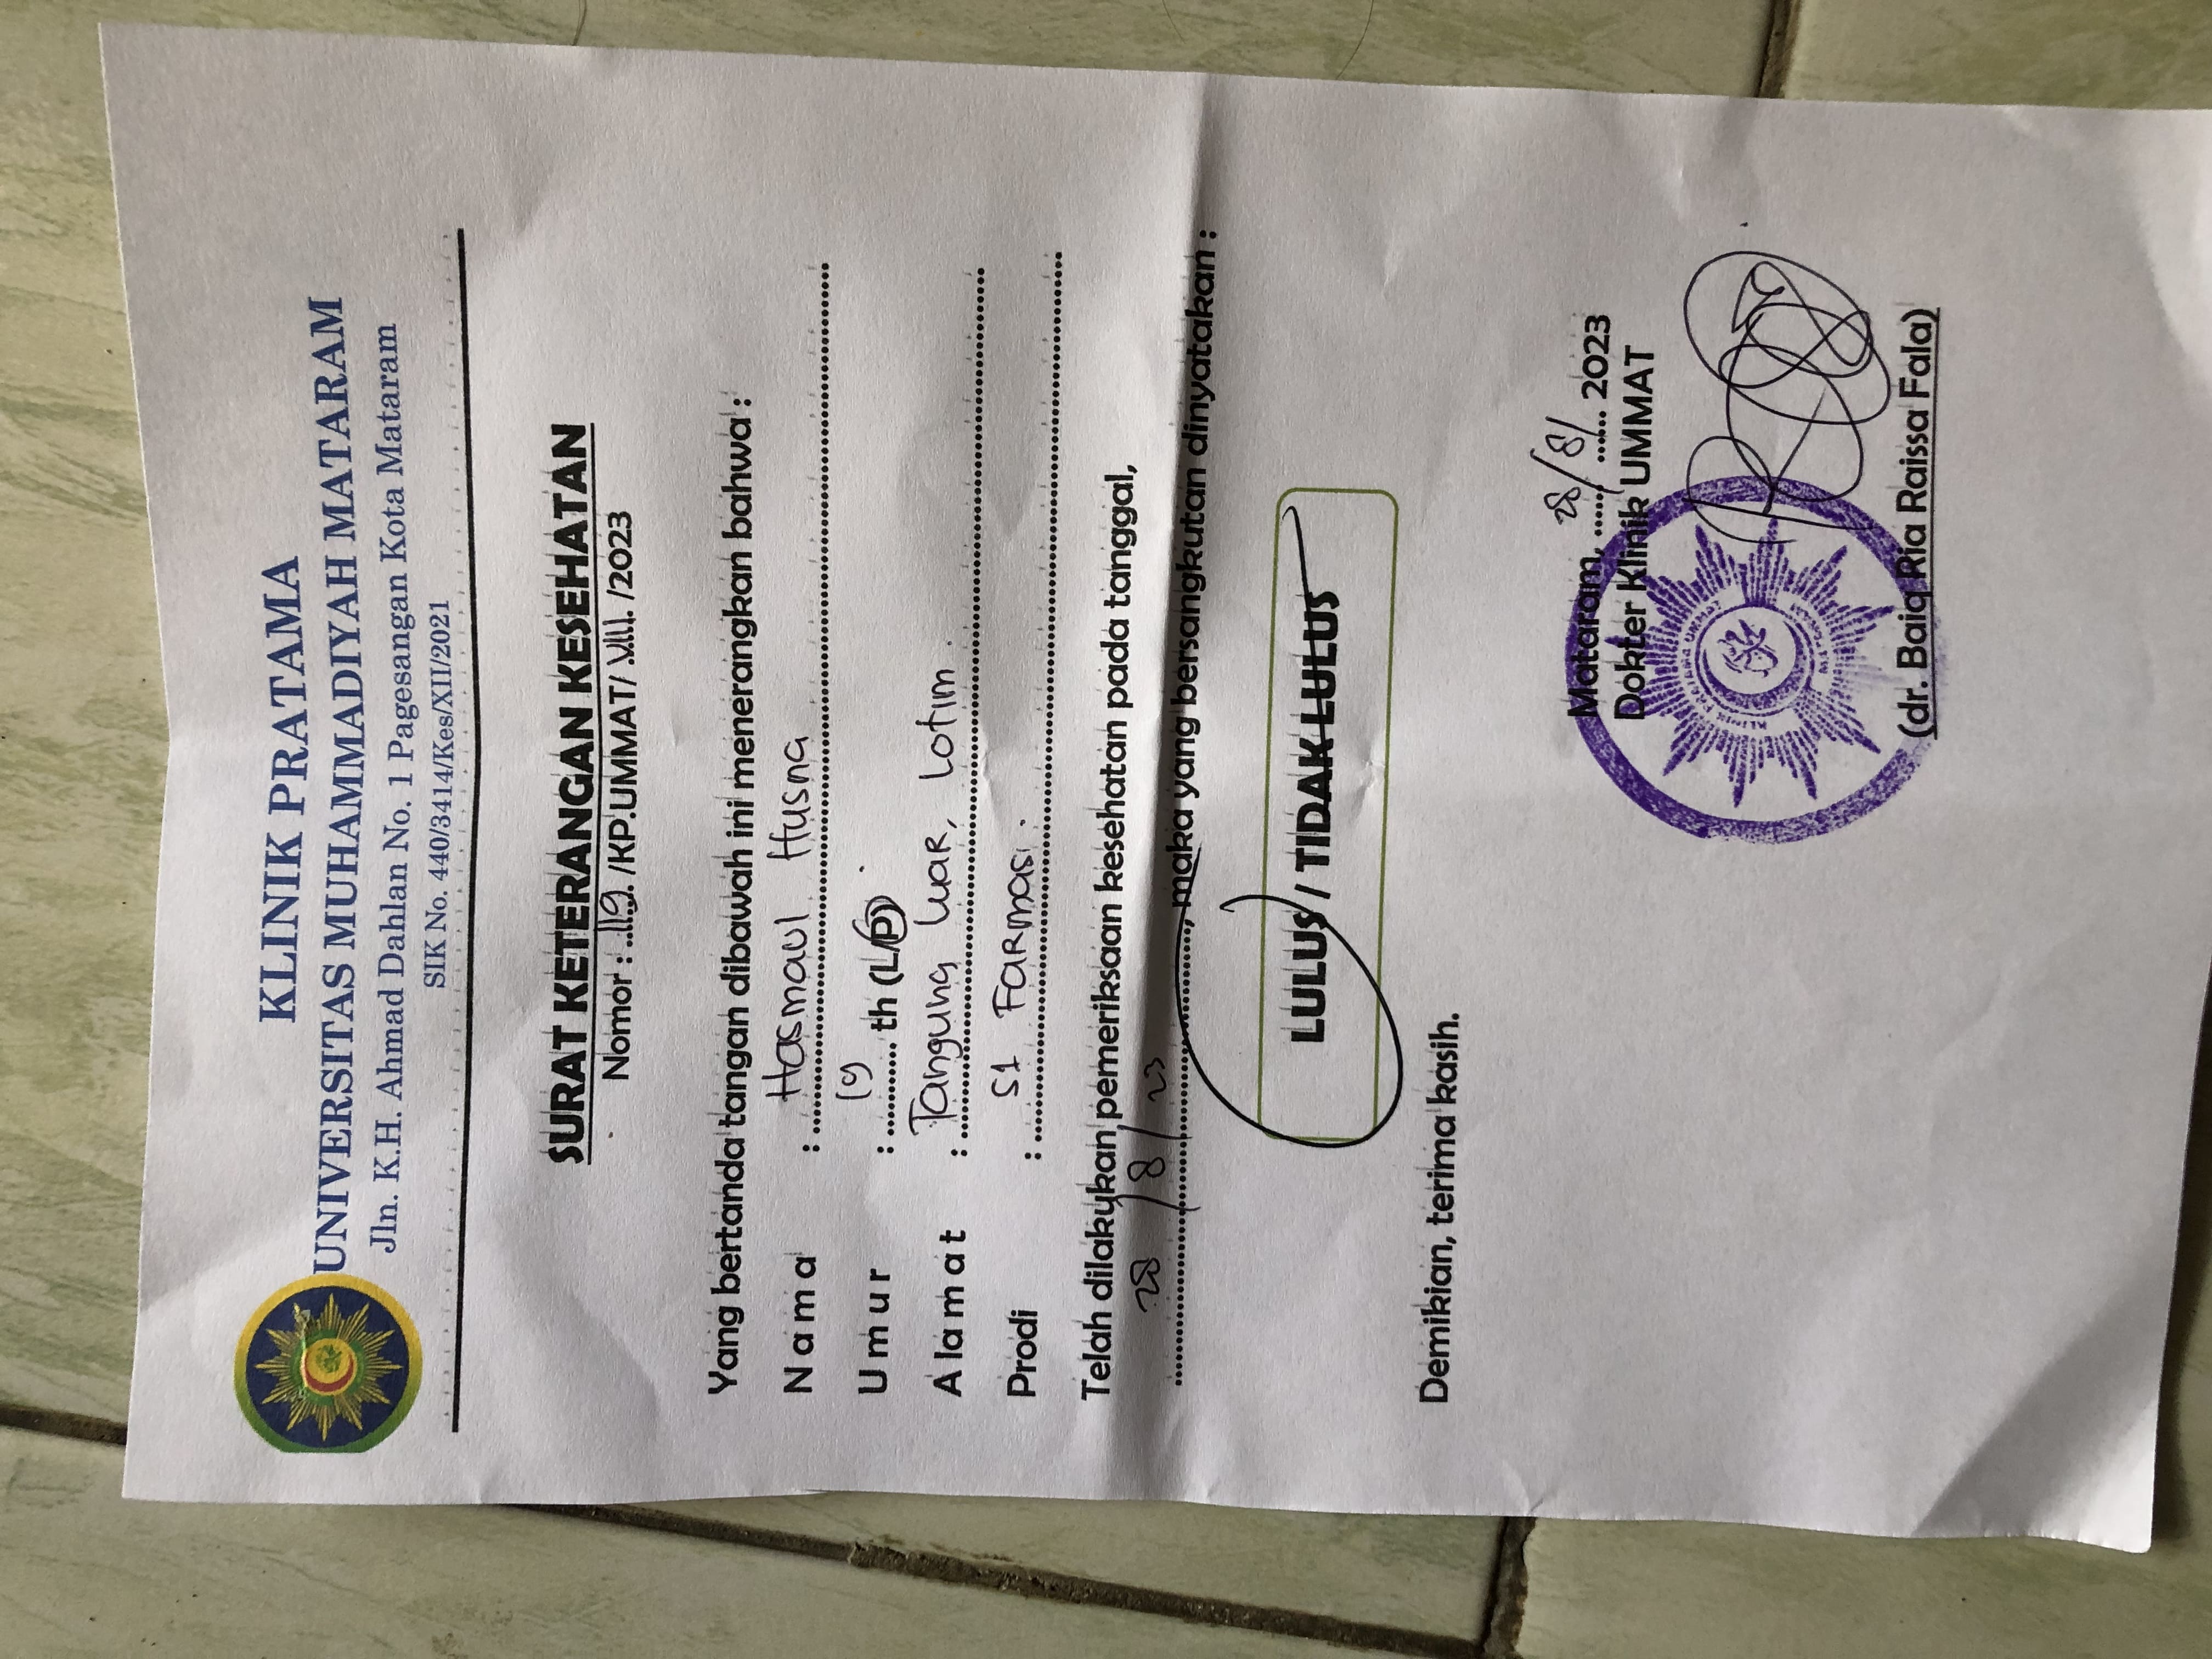 KLINIK PRATAMA
UNIVERSITAS MUHAMMADIYAH MATARAM
Jln. K.H. Ahmad Dahlan No. 1 Pagesangan Kota Mataram
SIK No. 440/3414/Kes/XII/2021
SURAT KETERANGAN KESEHATAN
Nomor : 119 /KP.UMMAT/ VIII /2023
Yang bertanda tangan dibawah ini menerangkan bahwa :
Nama : Hasmaul Husna
Umur : 19 th (L/P)
Alamat : Tangung Luar, Lotim.
Prodi : S1 Farmasi.
Telah dilakukan pemeriksaan kesehatan pada tanggal,
28 / 8 / 23, maka yang bersangkutan dinyatakan :
LULUS / TIDAK LULUS
Demikian, terima kasih.
Mataram, 28/8/ 2023
Dokter Klinik UMMAT
(dr. Baiq Ria Raissa Fala)